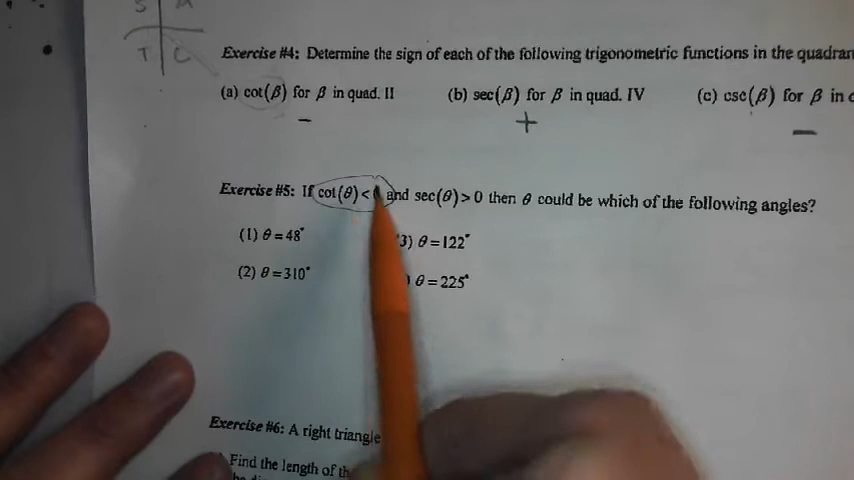 S A
T C
Exercise #4: Determine the sign of each of the following trigonometric functions in the
(a) cot(β) for β in quad. II (b) sec(β) for β in quad. IV (c) csc(β) for β in
− + −
Exercise #5: If cot(θ) < and sec(θ) > 0 then θ could be which of the following angles?
(1) θ = 48° 3) θ = 122°
(2) θ = 310° ) θ = 225°
Exercise #6: A right triangle
Find the length of